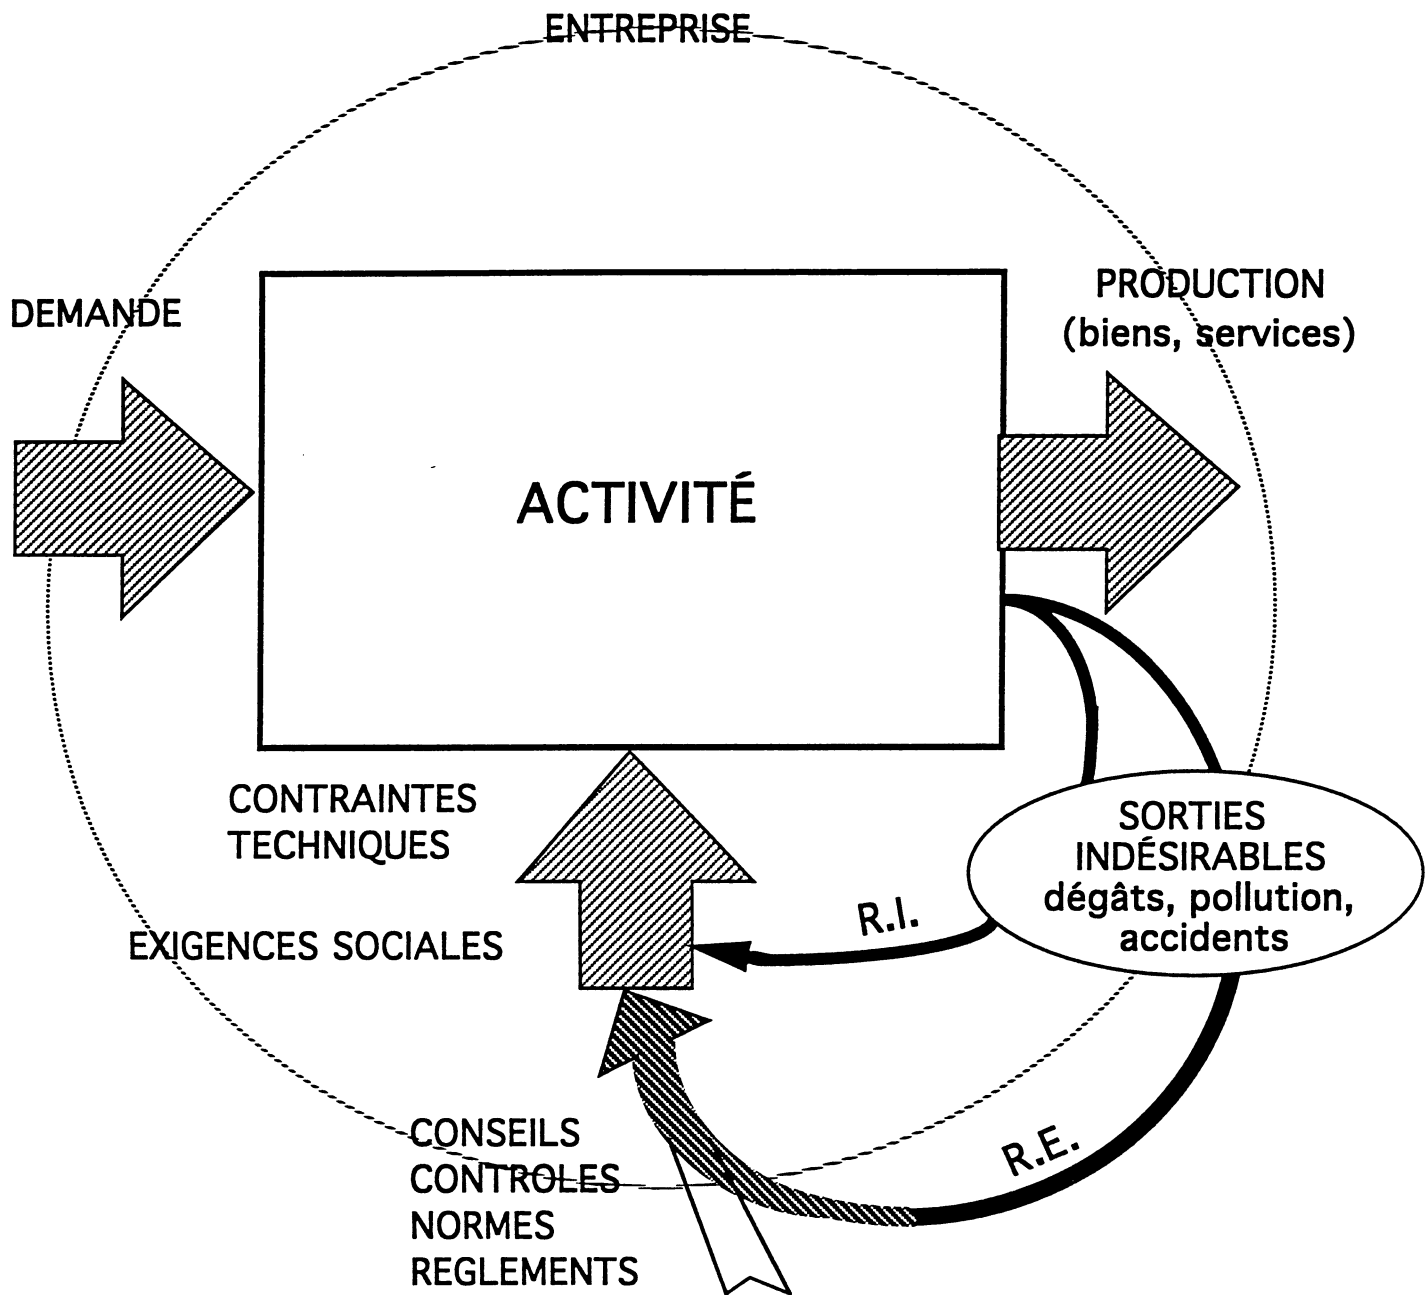 ENTREPRISE
DEMANDE
PRODUCTION
(biens, services)
ACTIVITÉ
CONTRAINTES
TECHNIQUES
EXIGENCES SOCIALES
SORTIES
INDÉSIRABLES
dégâts, pollution,
accidents
R.I.
R.E.
CONSEILS
CONTROLES
NORMES
REGLEMENTS